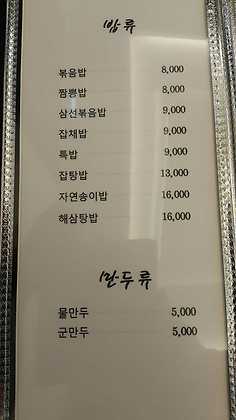 밥류
볶음밥 8,000
짬뽕밥 8,000
삼선볶음밥 9,000
잡채밥 9,000
특밥 9,000
잡탕밥 13,000
자연송이밥 16,000
해삼탕밥 16,000
만두류
물만두 5,000
군만두 5,000